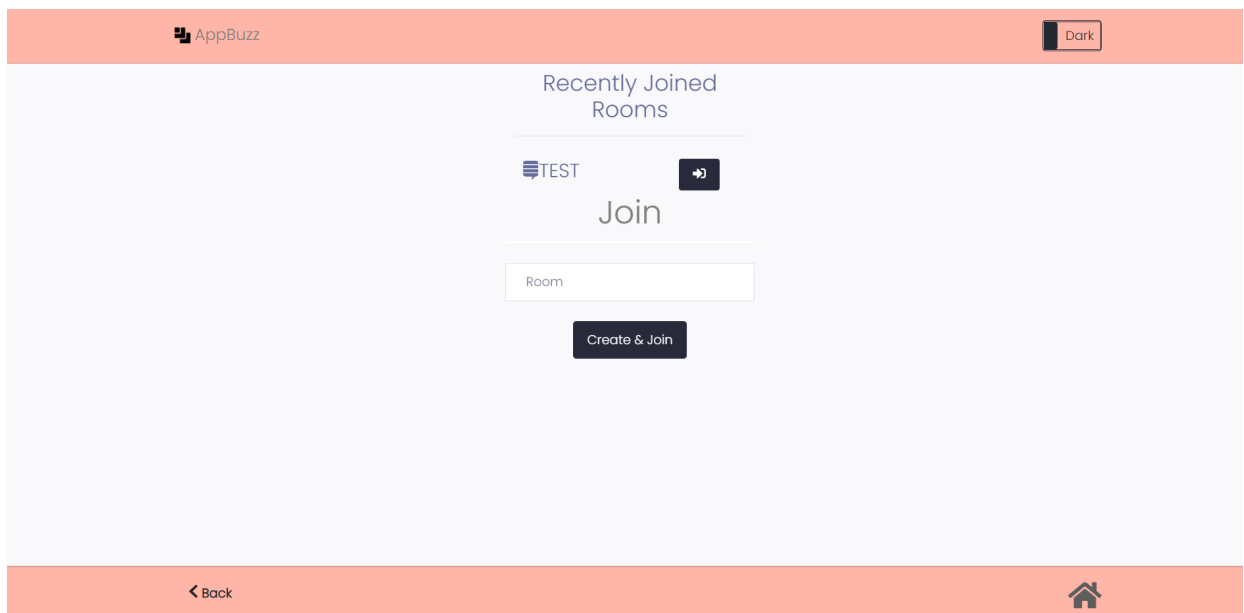 AppBuzz
Dark
Recently Joined
Rooms
TEST
Join
Room
Create & Join
Back